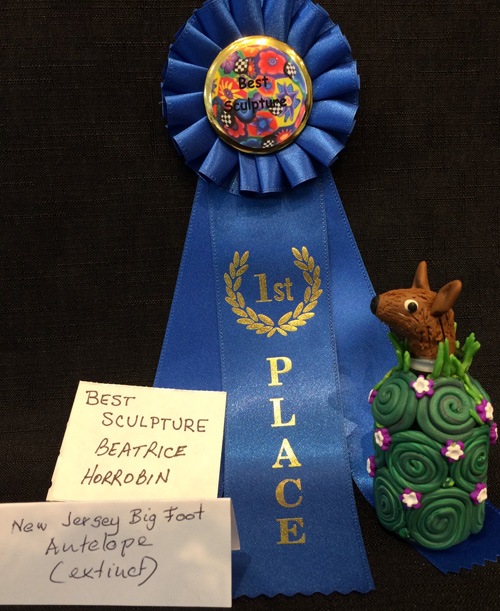 Best
Sculpture
1st
PLACE
BEST
SCULPTURE
BEATRICE
HORROBIN
New Jersey Big Foot
Antelope
(extinct)